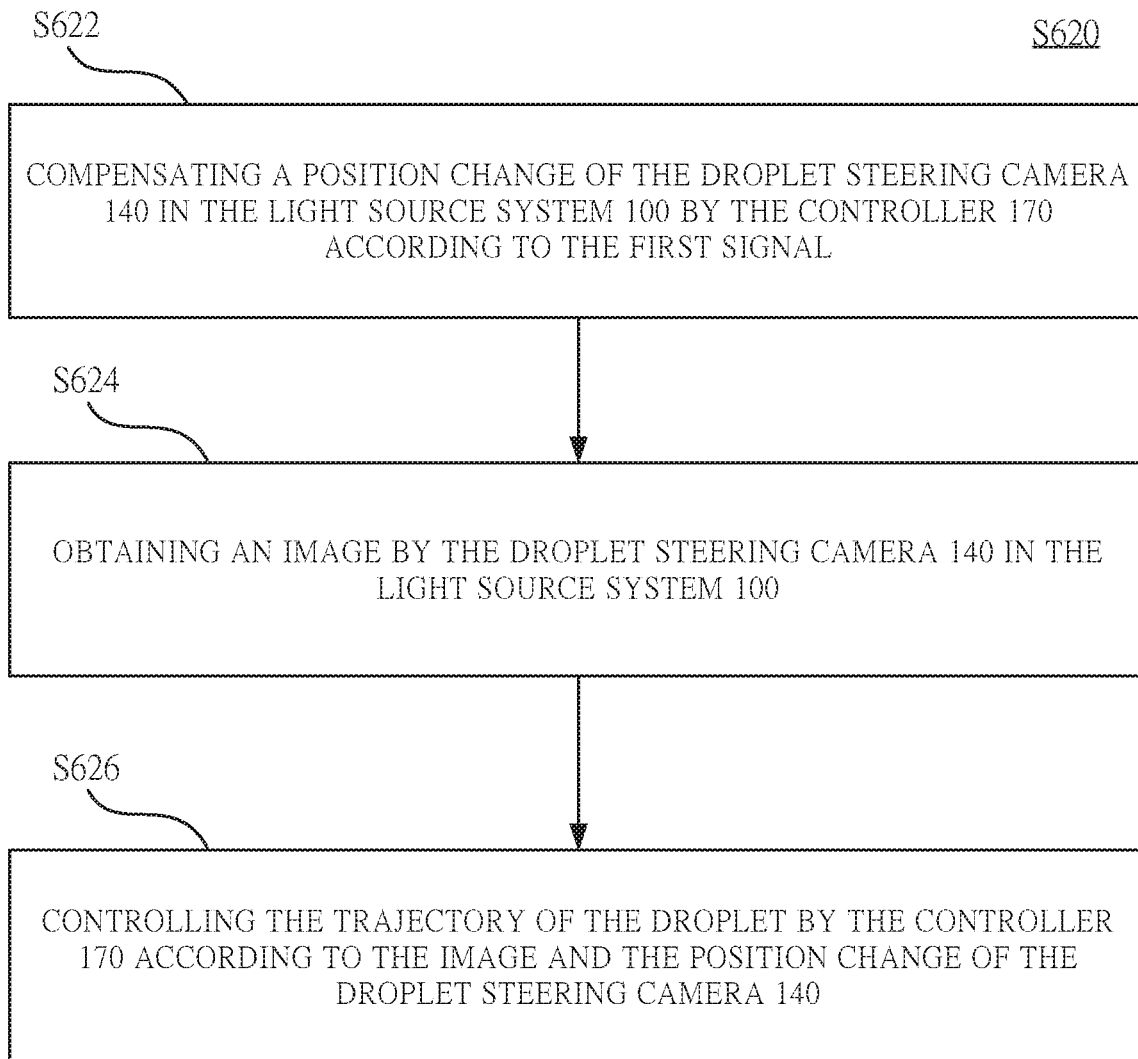 S622
S620
COMPENSATING A POSITION CHANGE OF THE DROPLET STEERING CAMERA
140 IN THE LIGHT SOURCE SYSTEM 100 BY THE CONTROLLER 170
ACCORDING TO THE FIRST SIGNAL
S624
OBTAINING AN IMAGE BY THE DROPLET STEERING CAMERA 140 IN THE
LIGHT SOURCE SYSTEM 100
S626
CONTROLLING THE TRAJECTORY OF THE DROPLET BY THE CONTROLLER
170 ACCORDING TO THE IMAGE AND THE POSITION CHANGE OF THE
DROPLET STEERING CAMERA 140